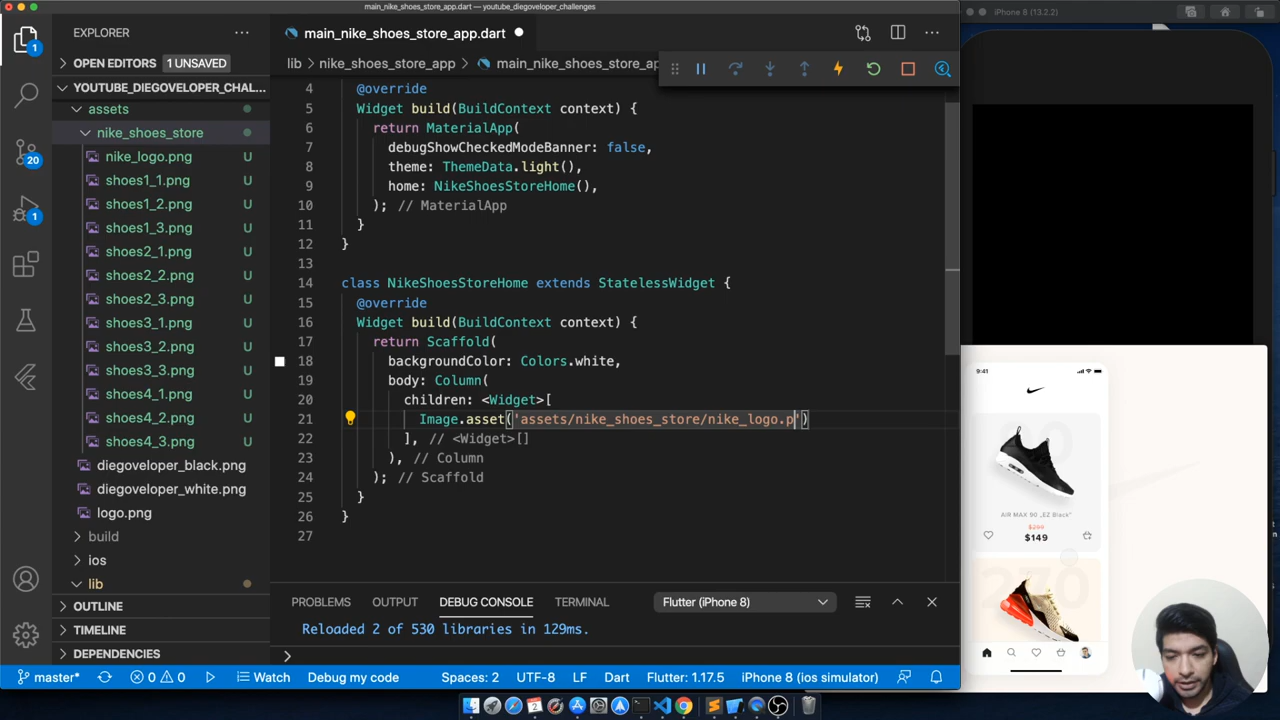 main_nike_shoes_store_app.dart — youtube_diegoveloper_challenges
iPhone 8 (13.2.2)
EXPLORER
main_nike_shoes_store_app.dart
OPEN EDITORS 1 UNSAVED
lib > nike_shoes_store_app > main_nike_shoes_store_ap
YOUTUBE_DIEGOVELOPER_CHAL...
assets
nike_shoes_store
nike_logo.png U
shoes1_1.png U
shoes1_2.png U
shoes1_3.png U
shoes2_1.png U
shoes2_2.png U
shoes2_3.png U
shoes3_1.png U
shoes3_2.png U
shoes3_3.png U
shoes4_1.png U
shoes4_2.png U
shoes4_3.png U
diegoveloper_black.png
diegoveloper_white.png
logo.png
build
ios
lib
OUTLINE
TIMELINE
DEPENDENCIES
1
20
1
4 @override
5 Widget build(BuildContext context) {
6 return MaterialApp(
7 debugShowCheckedModeBanner: false,
8 theme: ThemeData.light(),
9 home: NikeShoesStoreHome(),
10 ); // MaterialApp
11 }
12 }
13
14 class NikeShoesStoreHome extends StatelessWidget {
15 @override
16 Widget build(BuildContext context) {
17 return Scaffold(
18 backgroundColor: Colors.white,
19 body: Column(
20 children: <Widget>[
21 Image.asset('assets/nike_shoes_store/nike_logo.p')
22 ], // <Widget>[]
23 ), // Column
24 ); // Scaffold
25 }
26 }
27
PROBLEMS OUTPUT DEBUG CONSOLE TERMINAL Flutter (iPhone 8)
Reloaded 2 of 530 libraries in 129ms.
master* 0 0 Watch Debug my code Spaces: 2 UTF-8 LF Dart Flutter: 1.17.5 iPhone 8 (ios simulator)
9:41
90
AIR MAX 90 „EZ Black"
$299
$149
270